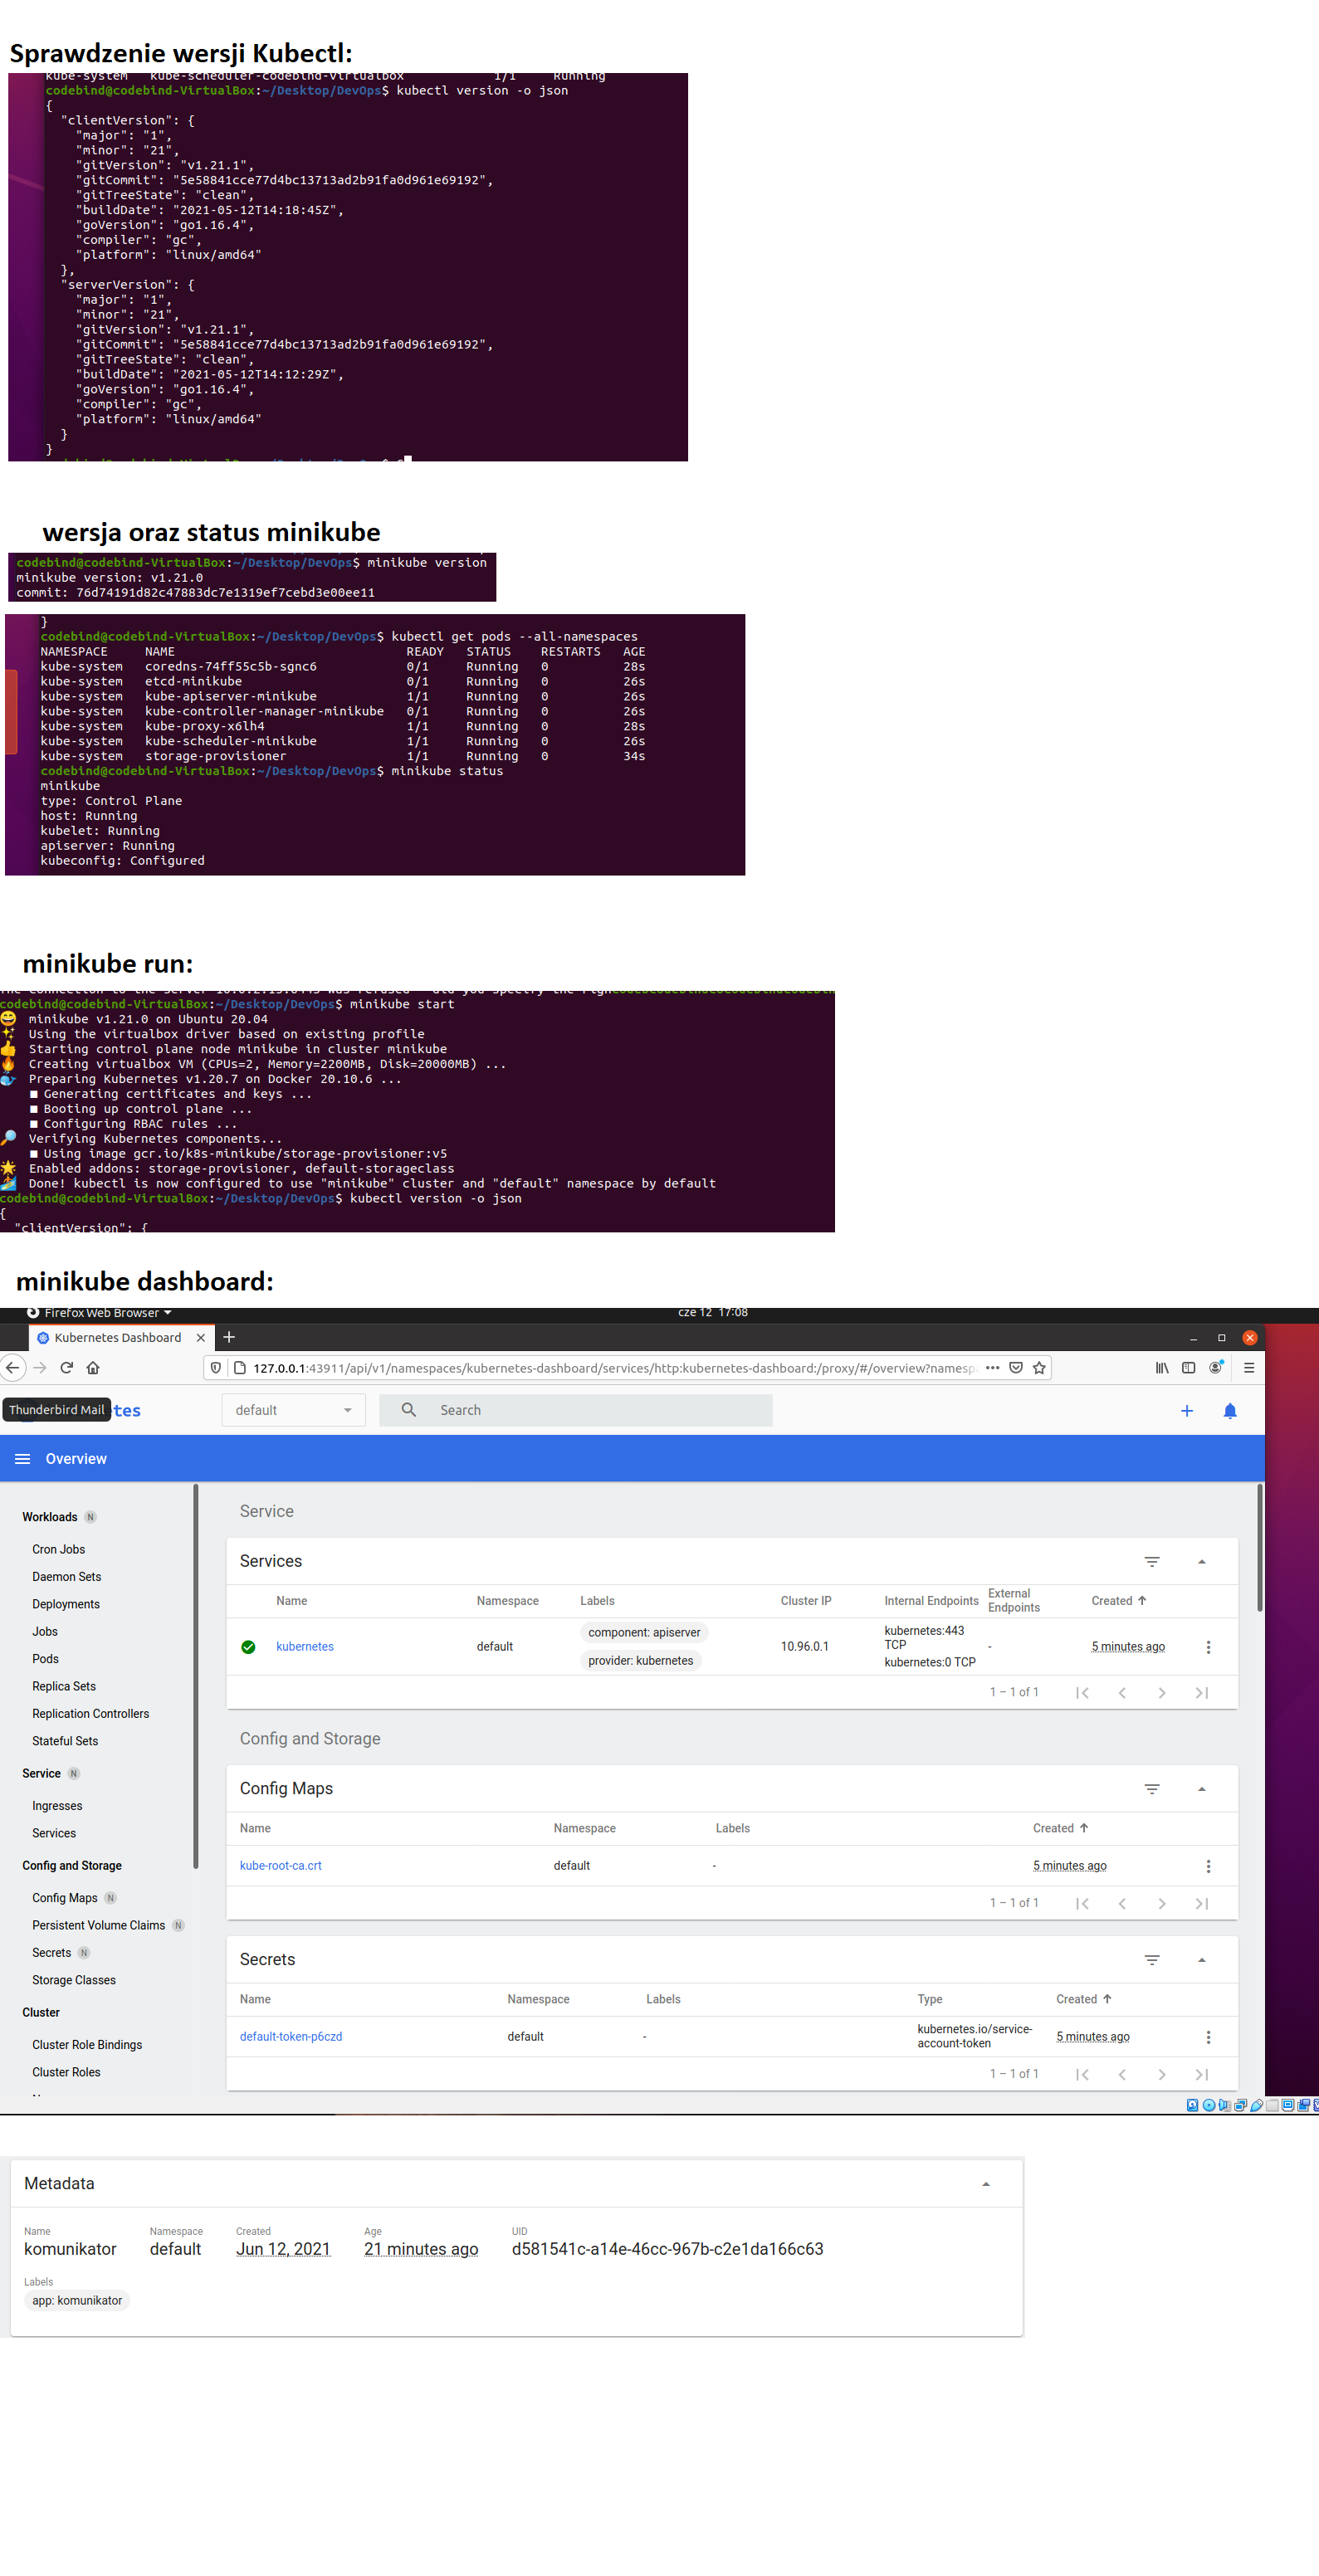 Sprawdzenie wersji Kubectl:
kube-system   kube-scheduler-codebind-virtualbox            1/1     Running
codebind@codebind-VirtualBox:~/Desktop/DevOps$ kubectl version -o json
{
  "clientVersion": {
    "major": "1",
    "minor": "21",
    "gitVersion": "v1.21.1",
    "gitCommit": "5e58841cce77d4bc13713ad2b91fa0d961e69192",
    "gitTreeState": "clean",
    "buildDate": "2021-05-12T14:18:45Z",
    "goVersion": "go1.16.4",
    "compiler": "gc",
    "platform": "linux/amd64"
  },
  "serverVersion": {
    "major": "1",
    "minor": "21",
    "gitVersion": "v1.21.1",
    "gitCommit": "5e58841cce77d4bc13713ad2b91fa0d961e69192",
    "gitTreeState": "clean",
    "buildDate": "2021-05-12T14:12:29Z",
    "goVersion": "go1.16.4",
    "compiler": "gc",
    "platform": "linux/amd64"
  }
}
wersja oraz status minikube
codebind@codebind-VirtualBox:~/Desktop/DevOps$ minikube version
minikube version: v1.21.0
commit: 76d74191d82c47883dc7e1319ef7cebd3e00ee11
}
codebind@codebind-VirtualBox:~/Desktop/DevOps$ kubectl get pods --all-namespaces
NAMESPACE     NAME                               READY   STATUS    RESTARTS   AGE
kube-system   coredns-74ff55c5b-sgnc6            0/1     Running   0          28s
kube-system   etcd-minikube                      0/1     Running   0          26s
kube-system   kube-apiserver-minikube            1/1     Running   0          26s
kube-system   kube-controller-manager-minikube   0/1     Running   0          26s
kube-system   kube-proxy-x6lh4                   1/1     Running   0          28s
kube-system   kube-scheduler-minikube            1/1     Running   0          26s
kube-system   storage-provisioner                1/1     Running   0          34s
codebind@codebind-VirtualBox:~/Desktop/DevOps$ minikube status
minikube
type: Control Plane
host: Running
kubelet: Running
apiserver: Running
kubeconfig: Configured
minikube run:
codebind@codebind-VirtualBox:~/Desktop/DevOps$ minikube start
minikube v1.21.0 on Ubuntu 20.04
Using the virtualbox driver based on existing profile
Starting control plane node minikube in cluster minikube
Creating virtualbox VM (CPUs=2, Memory=2200MB, Disk=20000MB) ...
Preparing Kubernetes v1.20.7 on Docker 20.10.6 ...
■ Generating certificates and keys ...
■ Booting up control plane ...
■ Configuring RBAC rules ...
Verifying Kubernetes components...
■ Using image gcr.io/k8s-minikube/storage-provisioner:v5
Enabled addons: storage-provisioner, default-storageclass
Done! kubectl is now configured to use "minikube" cluster and "default" namespace by default
codebind@codebind-VirtualBox:~/Desktop/DevOps$ kubectl version -o json
{
  "clientVersion": {
minikube dashboard:
Firefox Web Browser cze 12 17:08
Kubernetes Dashboard
127.0.0.1:43911/api/v1/namespaces/kubernetes-dashboard/services/http:kubernetes-dashboard:/proxy/#/overview?namesp
Thunderbird Mail tes default Search
Overview
Workloads N
Cron Jobs
Daemon Sets
Deployments
Jobs
Pods
Replica Sets
Replication Controllers
Stateful Sets
Service N
Ingresses
Services
Config and Storage
Config Maps N
Persistent Volume Claims N
Secrets N
Storage Classes
Cluster
Cluster Role Bindings
Cluster Roles
Service
Services
Name Namespace Labels Cluster IP Internal Endpoints External Endpoints Created
kubernetes default component: apiserver provider: kubernetes 10.96.0.1 kubernetes:443 TCP kubernetes:0 TCP - 5 minutes ago
1 – 1 of 1
Config and Storage
Config Maps
Name Namespace Labels Created
kube-root-ca.crt default - 5 minutes ago
1 – 1 of 1
Secrets
Name Namespace Labels Type Created
default-token-p6czd default - kubernetes.io/service-account-token 5 minutes ago
1 – 1 of 1
Metadata
Name Namespace Created Age UID
komunikator default Jun 12, 2021 21 minutes ago d581541c-a14e-46cc-967b-c2e1da166c63
Labels
app: komunikator